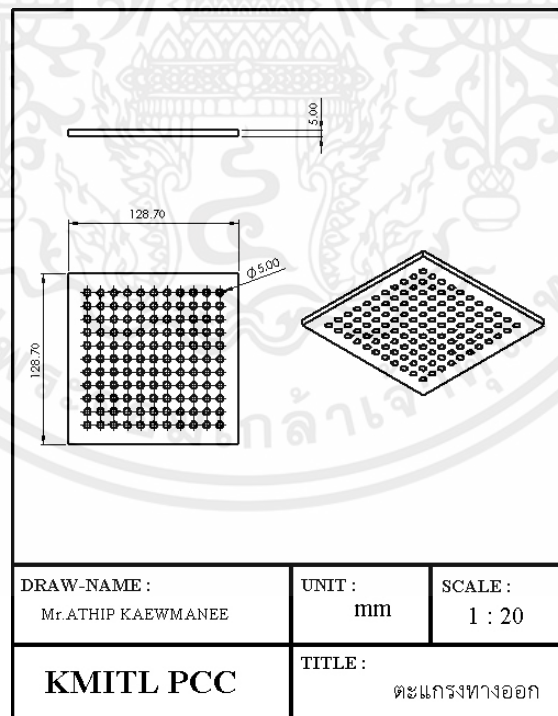 5.00
128.70
ϕ5.00
128.70
DRAW-NAME :
Mr.ATHIP KAEWMANEE
UNIT :
mm
SCALE :
1 : 20
KMITL PCC
TITLE :
ตะแกรงทางออก